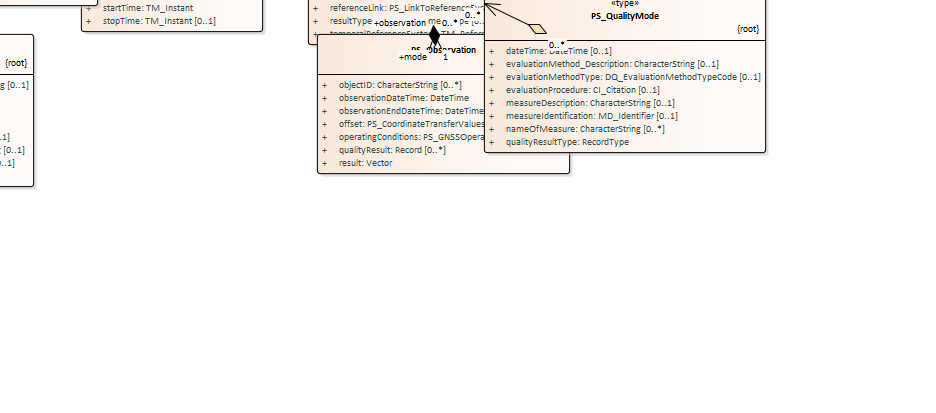 + startTime: TM_Instant
+ stopTime: TM_Instant [0..1]
{root}
g [0..1]
..1]
[0..1]
..1]
+ referenceLink: PS_LinkToReferenceSys
+ resultType
+observation
0..*
0..*
+mode
1
PS_Observation
+ objectID: CharacterString [0..*]
+ observationDateTime: DateTime
+ observationEndDateTime: DateTime
+ offset: PS_CoordinateTransferValues
+ operatingConditions: PS_GNSSOpera
+ qualityResult: Record [0..*]
+ result: Vector
«type»
PS_QualityMode
{root}
0..*
+ dateTime: DateTime [0..1]
+ evaluationMethod_Description: CharacterString [0..1]
+ evaluationMethodType: DQ_EvaluationMethodTypeCode [0..1]
+ evaluationProcedure: CI_Citation [0..1]
+ measureDescription: CharacterString [0..1]
+ measureIdentification: MD_Identifier [0..1]
+ nameOfMeasure: CharacterString [0..*]
+ qualityResultType: RecordType